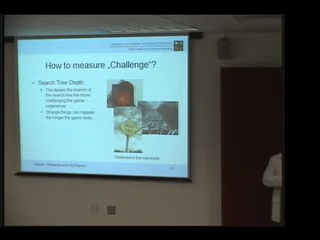 How to measure „Challenge"?
• Search Tree Depth
• The deeper the branch of
the search tree the more
challenging the game
experience
• Strange things can happen
the longer the game lasts...
Obstacles in the real world